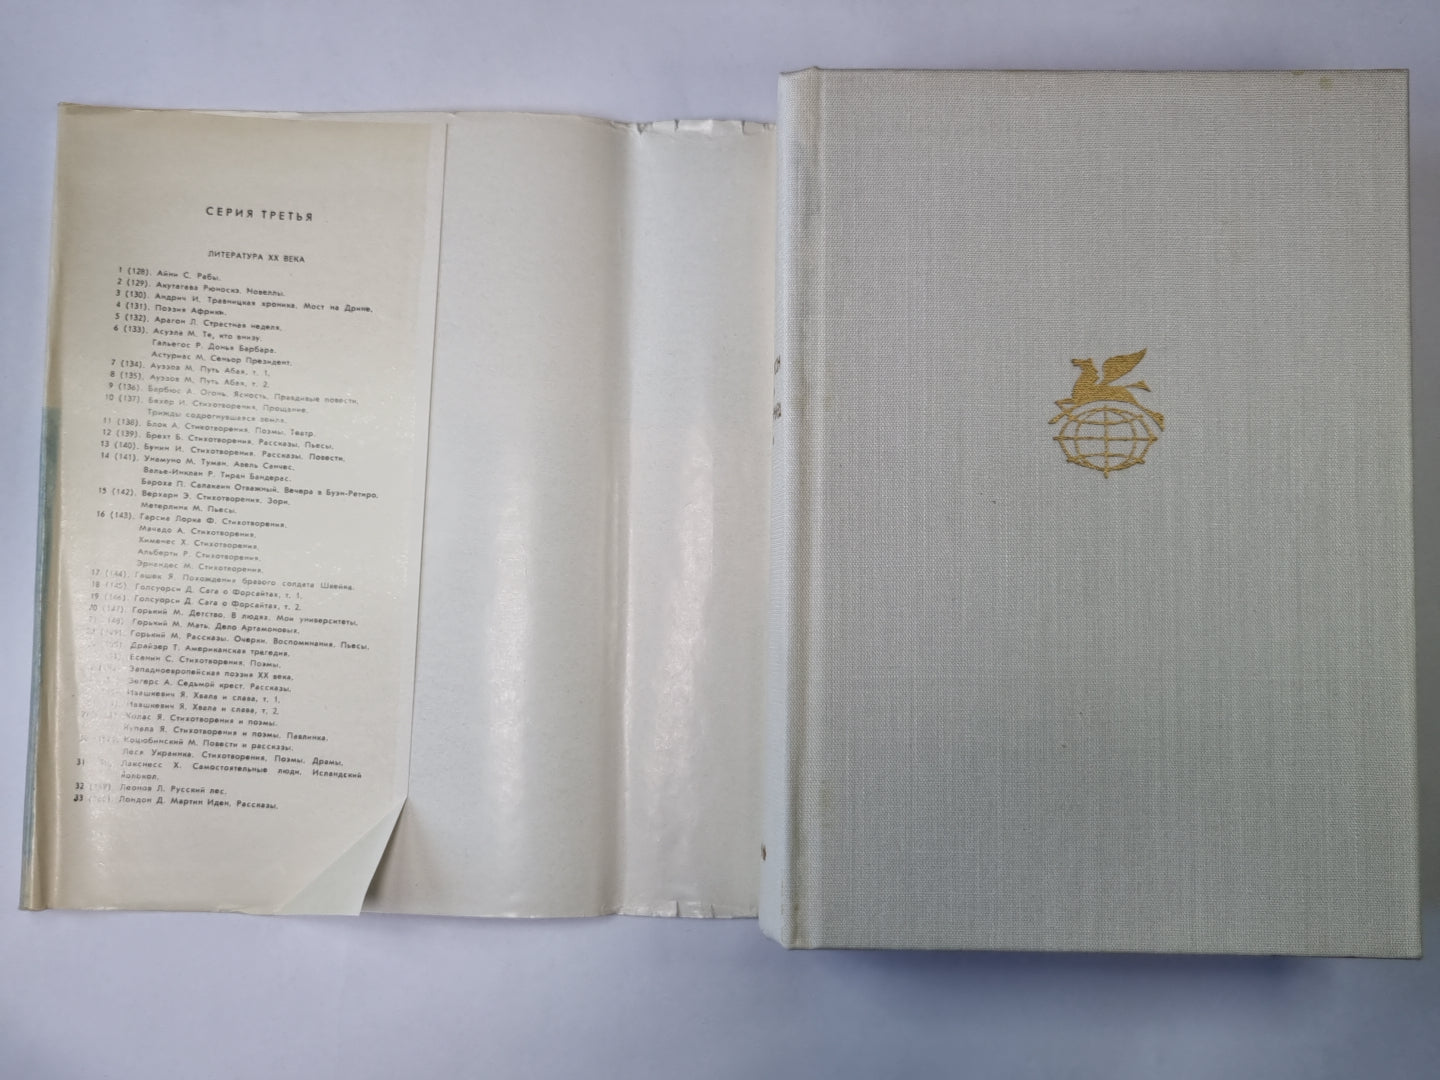 СЕРИЯ ТРЕТЬЯ
ЛИТЕРАТУРА XX ВЕКА
1 (128). Айни С. Рабы.
2 (129). Акутагава Рюноскэ. Новеллы.
3 (130). Андрич И. Травницкая хроника. Мост на Дрине.
4 (131). Поэзия Африки.
5 (132). Арагон Л. Страстная неделя.
6 (133). Асуэла М. Те, кто внизу.
Гальегос Р. Донья Барбара.
Астуриас М. Сеньор Президент.
7 (134). Ауэзов М. Путь Абая, т. 1.
8 (135). Ауэзов М. Путь Абая, т. 2.
9 (136). Барбюс А. Огонь. Ясность. Правдивые повести.
10 (137). Бехер И. Стихотворения. Прощание.
Трижды содрогнувшаяся земля.
11 (138). Блок А. Стихотворения. Поэмы. Театр.
12 (139). Брехт Б. Стихотворения. Рассказы. Пьесы.
13 (140). Бунин И. Стихотворения. Рассказы. Повести.
14 (141). Унамуно М. Туман. Авель Санчес.
Валье-Инклан Р. Тиран Бандерас.
Бароха П. Салакаин Отважный. Вечера в Буэн-Ретиро.
15 (142). Верхарн Э. Стихотворения. Зори.
Метерлинк М. Пьесы.
16 (143). Гарсиа Лорка Ф. Стихотворения.
Мачадо А. Стихотворения.
Хименес Х. Стихотворения.
Альберти Р. Стихотворения.
Эрнандес М. Стихотворения.
17 (144). Гашек Я. Похождения бравого солдата Швейка.
18 (145). Голсуорси Д. Сага о Форсайтах, т. 1.
19 (146). Голсуорси Д. Сага о Форсайтах, т. 2.
20 (147). Горький М. Детство. В людях. Мои университеты.
Горький М. Мать. Дело Артамоновых.
Горький М. Рассказы. Очерки. Воспоминания. Пьесы.
Драйзер Т. Американская трагедия.
Есенин С. Стихотворения. Поэмы.
Западноевропейская поэзия XX века.
Зегерс А. Седьмой крест. Рассказы.
Ивашкевич Я. Хвала и слава, т. 1.
Ивашкевич Я. Хвала и слава, т. 2.
Колас Я. Стихотворения и поэмы.
Купала Я. Стихотворения и поэмы. Павлинка.
Коцюбинский М. Повести и рассказы.
Леся Украинка. Стихотворения. Поэмы. Драмы.
31 Лакснесс Х. Самостоятельные люди. Исландский
колокол.
32 Леонов Л. Русский лес.
33 Лондон Д. Мартин Иден. Рассказы.